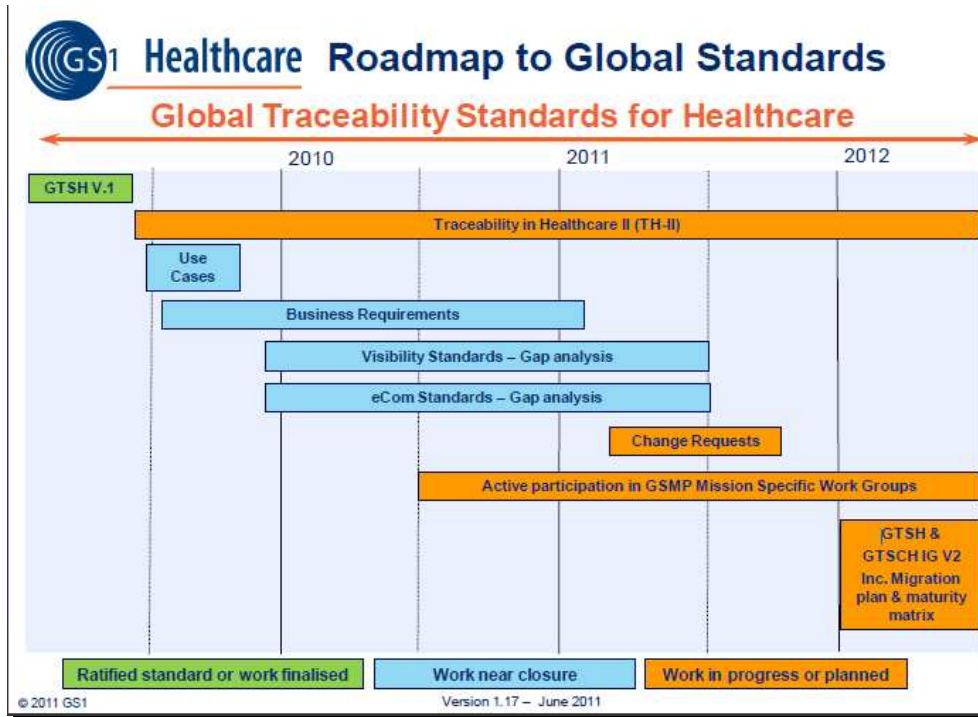 GS1 Healthcare Roadmap to Global Standards
Global Traceability Standards for Healthcare
2010 2011 2012
GTSH V.1
Traceability in Healthcare II (TH-II)
Use
Cases
Business Requirements
Visibility Standards – Gap analysis
eCom Standards – Gap analysis
Change Requests
Active participation in GSMP Mission Specific Work Groups
GTSH &
GTSCH IG V2
Inc. Migration
plan & maturity
matrix
Ratified standard or work finalised Work near closure Work in progress or planned
© 2011 GS1 Version 1.17 – June 2011